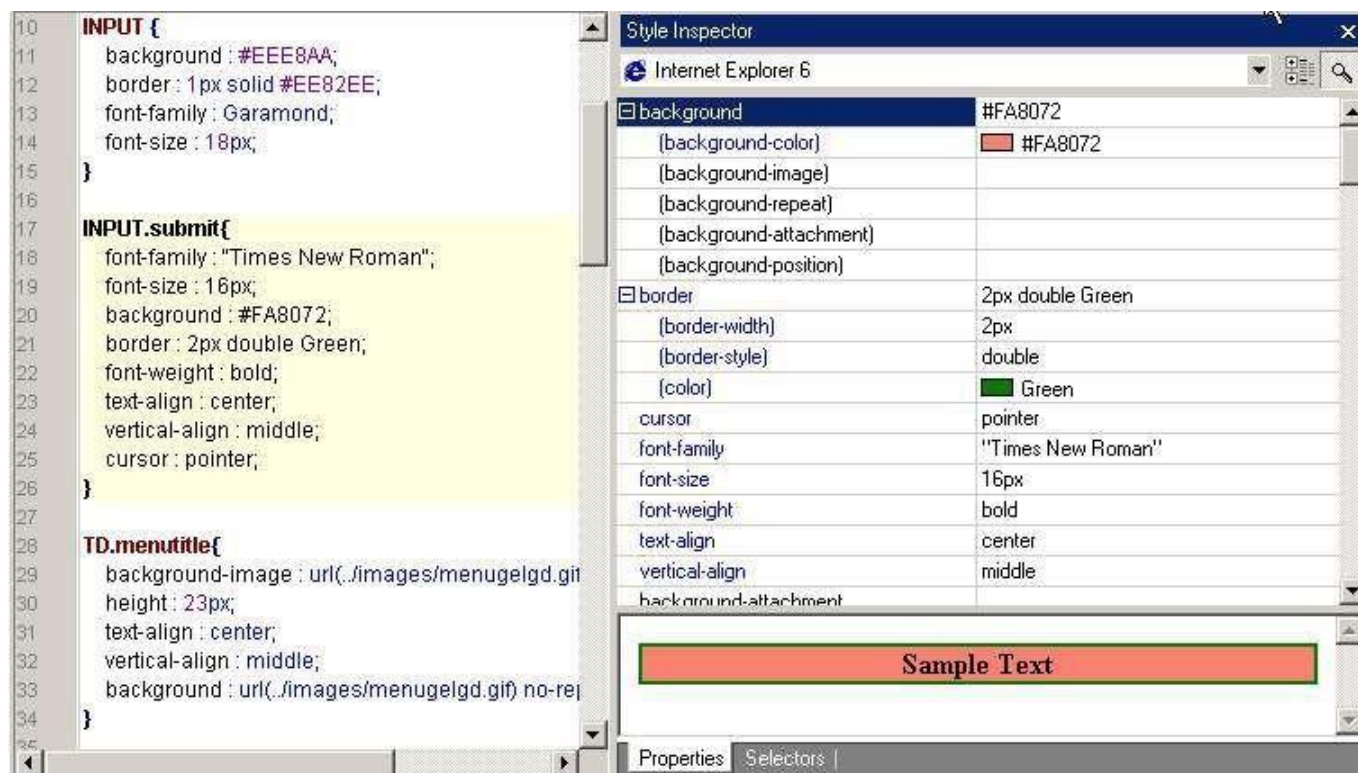 10 INPUT {
11 background : #EEE8AA;
12 border : 1px solid #EE82EE;
13 font-family : Garamond;
14 font-size : 18px;
15 }
16
17 INPUT.submit{
18 font-family : "Times New Roman";
19 font-size : 16px;
20 background : #FA8072;
21 border : 2px double Green;
22 font-weight : bold;
23 text-align : center;
24 vertical-align : middle;
25 cursor : pointer;
26 }
27
28 TD.menutitle{
29 background-image : url(../images/menugelgd.gif
30 height : 23px;
31 text-align : center;
32 vertical-align : middle;
33 background : url(../images/menugelgd.gif) no-rep
34 }
35
Style Inspector
Internet Explorer 6
background #FA8072
(background-color) #FA8072
(background-image)
(background-repeat)
(background-attachment)
(background-position)
border 2px double Green
(border-width) 2px
(border-style) double
(color) Green
cursor pointer
font-family "Times New Roman"
font-size 16px
font-weight bold
text-align center
vertical-align middle
background-attachment
Sample Text
Properties Selectors